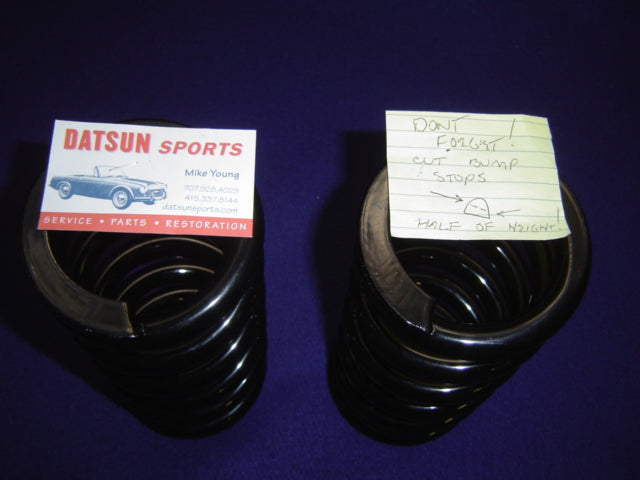 DATSUN SPORTS
Mike Young
707.928.4029
415.337.8144
datsunsports.com
SERVICE • PARTS • RESTORATION
DONT !
FORGET!
CUT BUMP
STOPS
HALF OF HEIGHT!